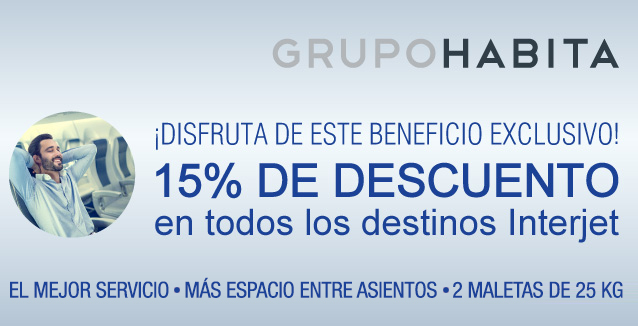 GRUPOHABITA
¡DISFRUTA DE ESTE BENEFICIO EXCLUSIVO!
15% DE DESCUENTO
en todos los destinos Interjet
EL MEJOR SERVICIO • MÁS ESPACIO ENTRE ASIENTOS • 2 MALETAS DE 25 KG